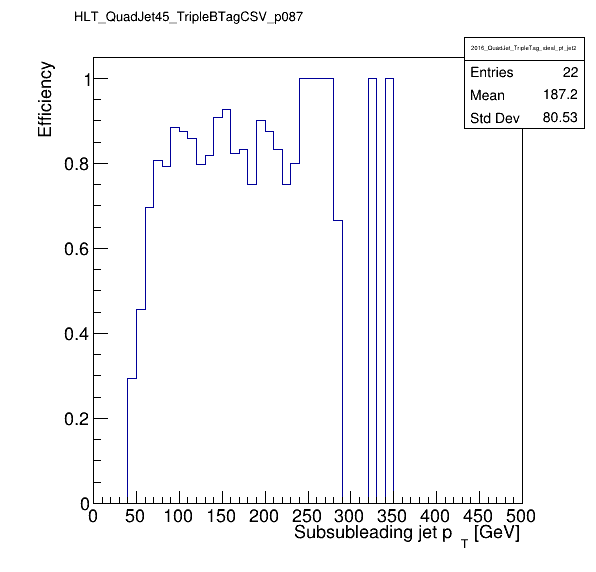 HLT_QuadJet45_TripleBTagCSV_p087
2016_QuadJet_TripleTag_ideal_pt_jet2
Entries 22
Mean 187.2
Std Dev 80.53
Efficiency
1
0.8
0.6
0.4
0.2
0
0 50 100 150 200 250 300 350 400 450 500
Subsubleading jet p T [GeV]